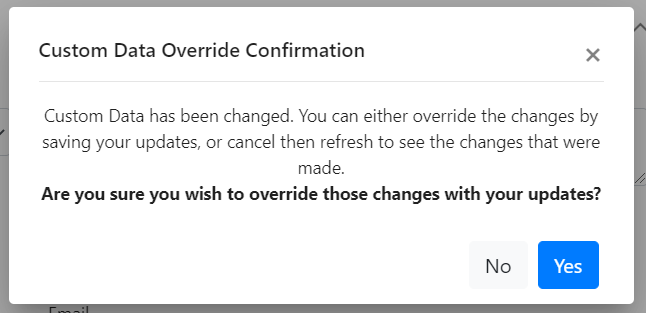 Custom Data Override Confirmation
×
Custom Data has been changed. You can either override the changes by
saving your updates, or cancel then refresh to see the changes that were
made.
Are you sure you wish to override those changes with your updates?
No
Yes
Email